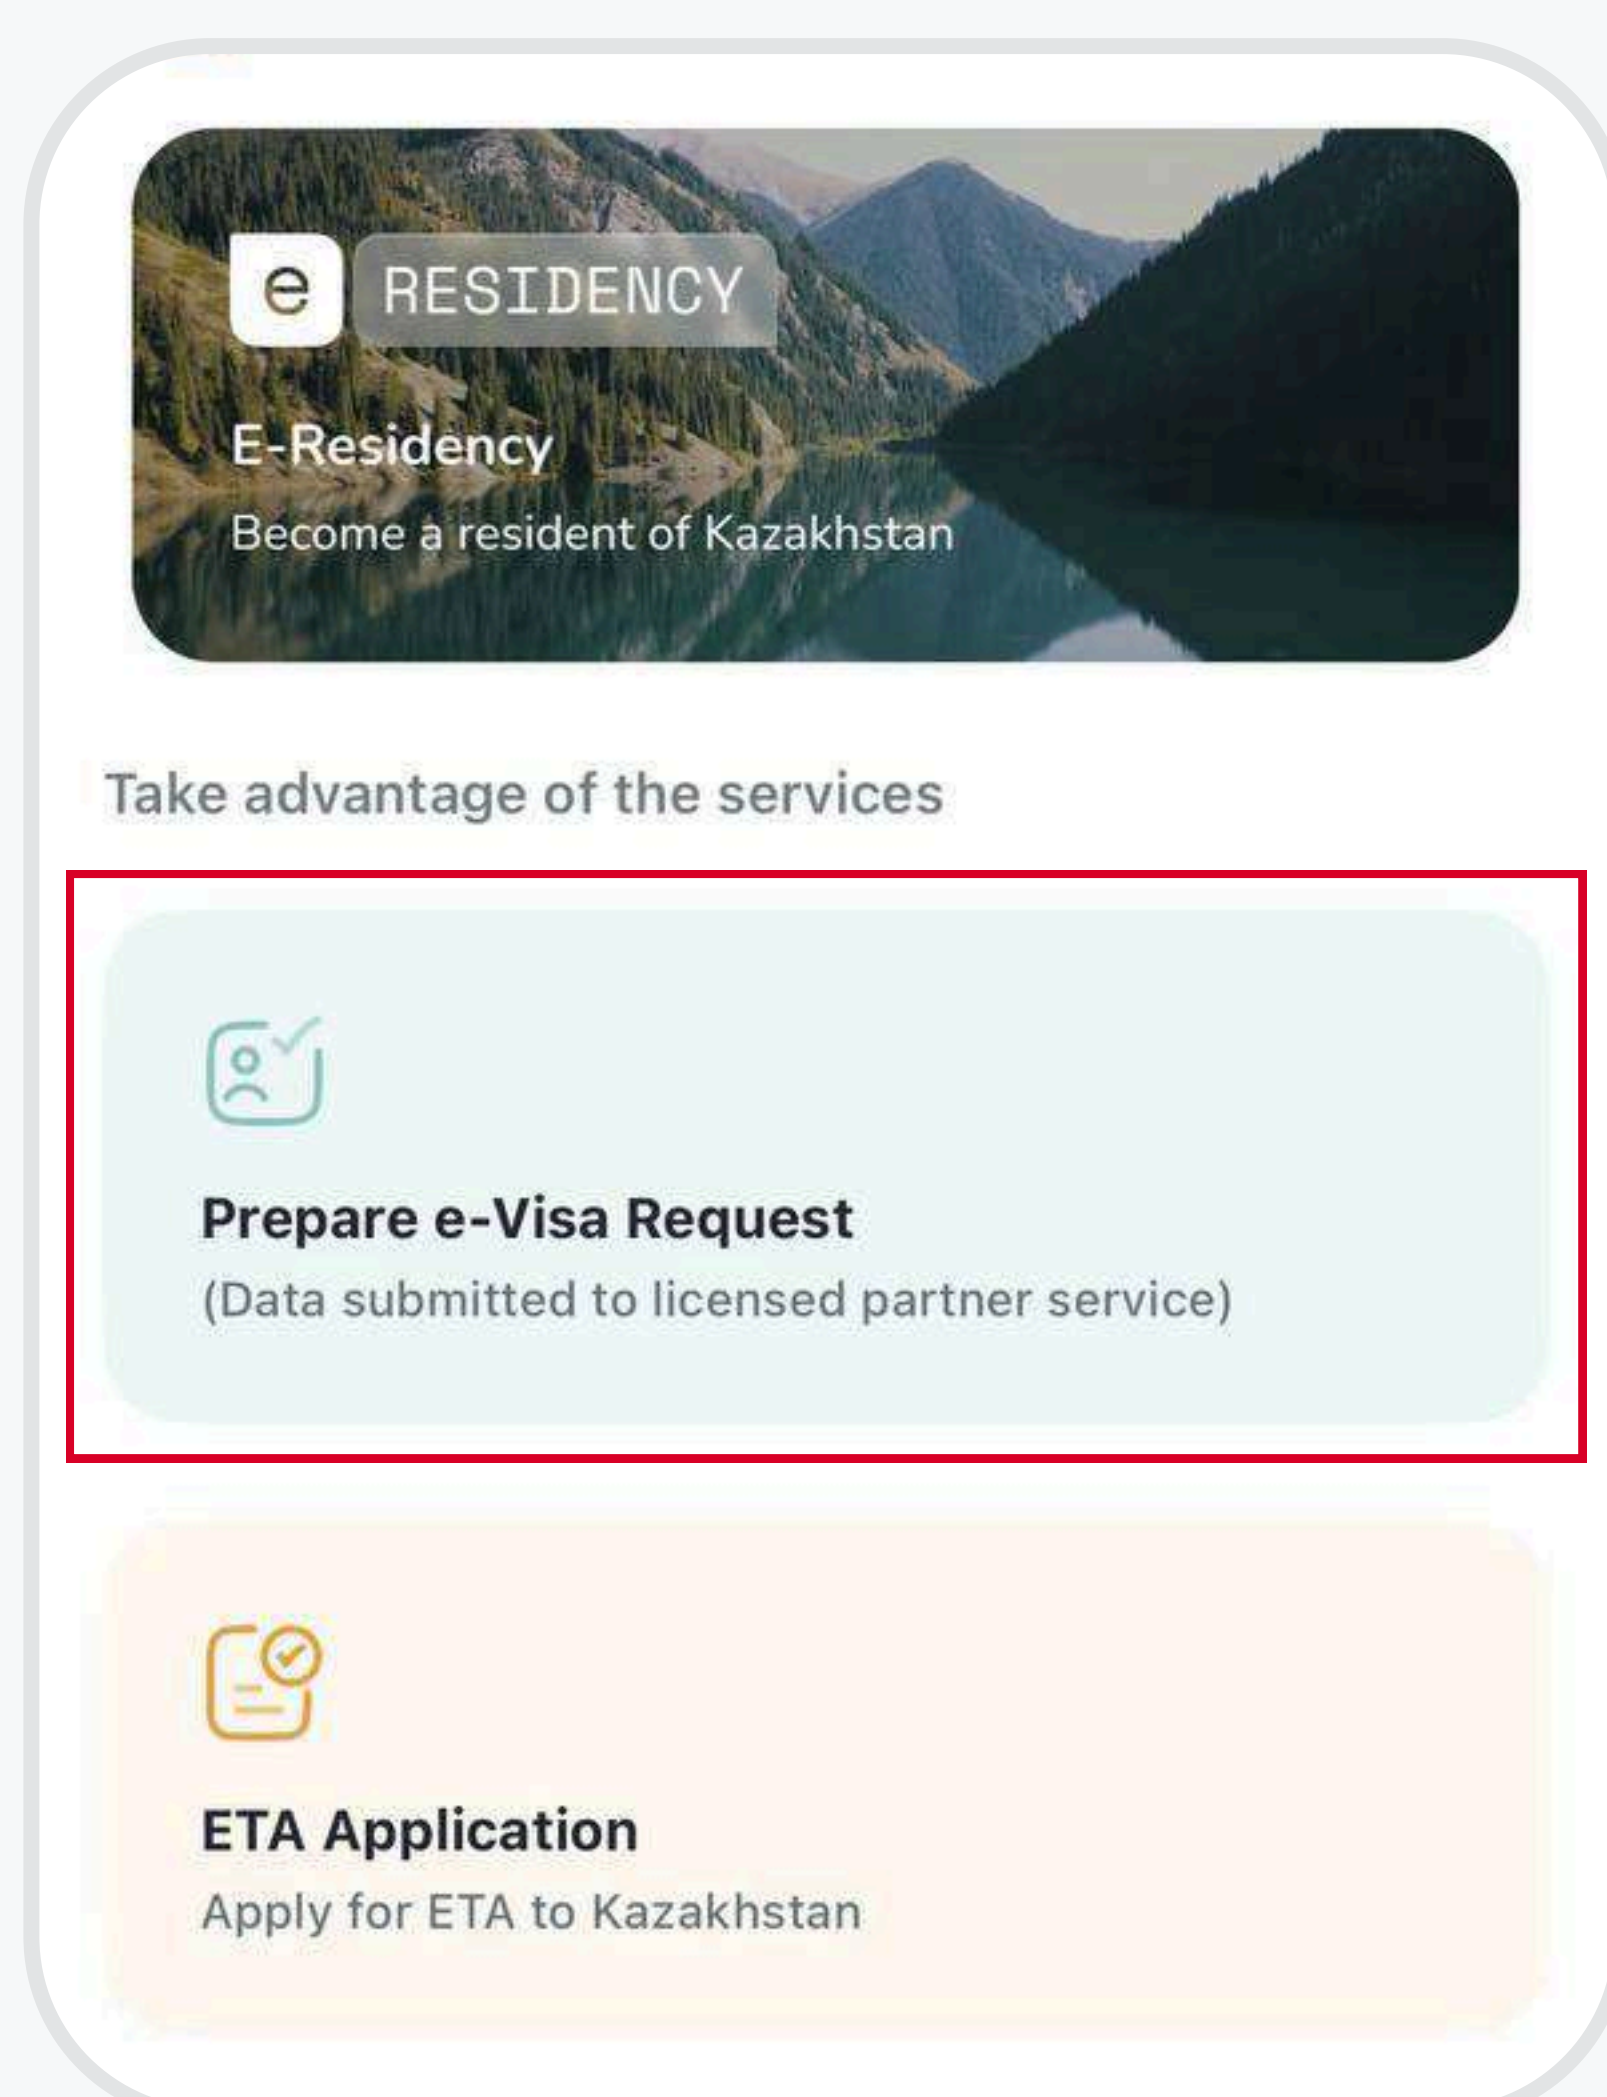 e RESIDENCY
E-Residency
Become a resident of Kazakhstan
Take advantage of the services
Prepare e-Visa Request
(Data submitted to licensed partner service)
ETA Application
Apply for ETA to Kazakhstan